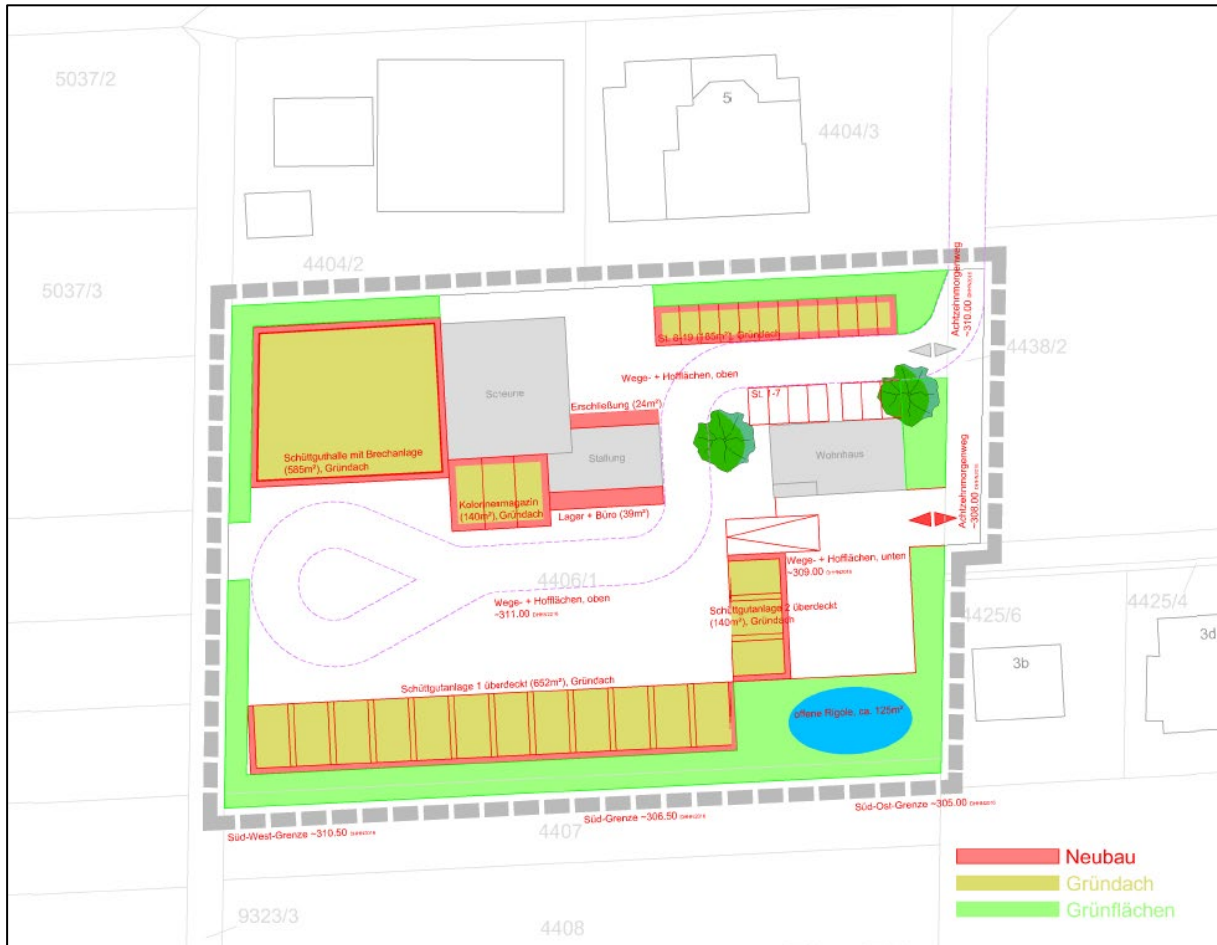 5037/2
5
4404/3
4404/2
5037/3
Achtzehnmorgenweg
~310.00
4438/2
St. 8-19 (165m²), Gründach
Wege- + Hofflächen, oben
St. 1-7
Scheune
Erschließung (24m²)
Stallung
Wohnhaus
Schüttguthalle mit Brechanlage
(585m²), Gründach
Kolonnenmagazin
(140m²), Gründach
Lager + Büro (39m²)
Achtzehnmorgenweg
~308.00
Wege- + Hofflächen, unten
~309.00
4406/1
Wege- + Hofflächen, oben
~311.00
Schüttgutanlage 2 überdeckt
(140m²), Gründach
4425/6
4425/4
3d
3b
Schüttgutanlage 1 überdeckt (652m²), Gründach
offene Rigole, ca. 125m²
Süd-West-Grenze ~310.50
Süd-Grenze ~306.50
Süd-Ost-Grenze ~305.00
4407
Neubau
Gründach
Grünflächen
9323/3
4408